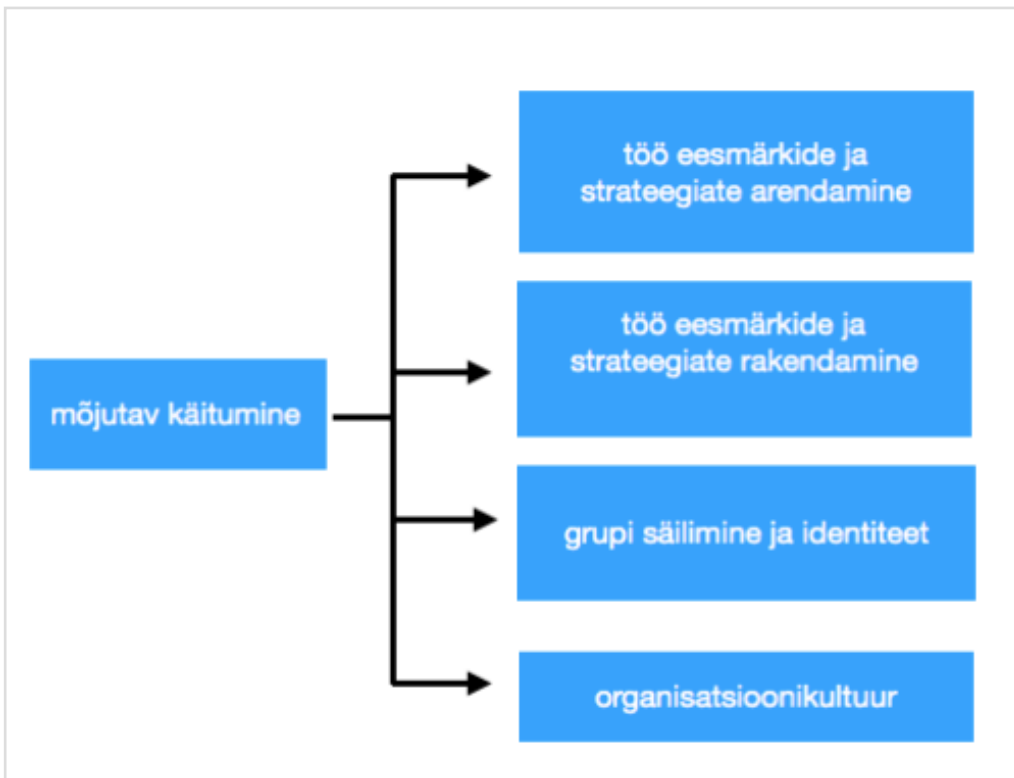 töö eesmärkide ja
strateegiate arendamine
töö eesmärkide ja
strateegiate rakendamine
mõjutav käitumine
grupi säilimine ja identiteet
organisatsioonikultuur